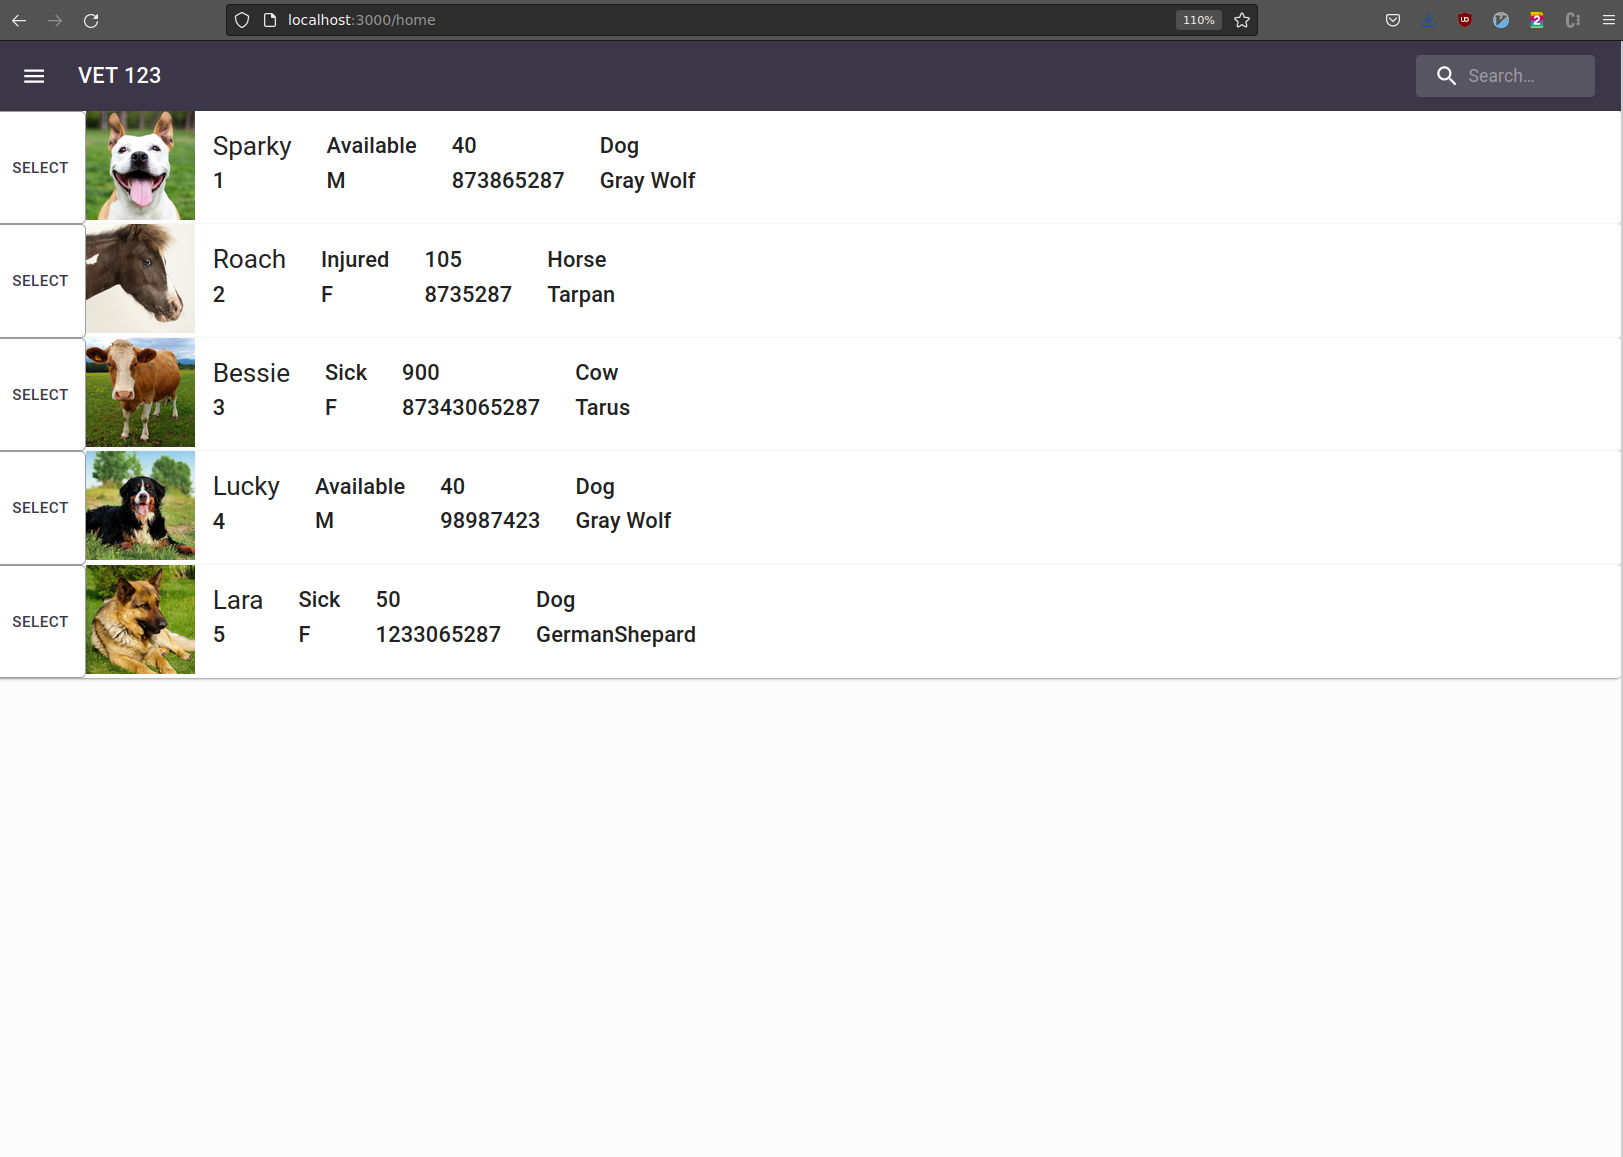 localhost:3000/home 110%
VET 123 Search...
SELECT Sparky Available 40 Dog
1 M 873865287 Gray Wolf
SELECT Roach Injured 105 Horse
2 F 8735287 Tarpan
SELECT Bessie Sick 900 Cow
3 F 87343065287 Tarus
SELECT Lucky Available 40 Dog
4 M 98987423 Gray Wolf
SELECT Lara Sick 50 Dog
5 F 1233065287 GermanShepard